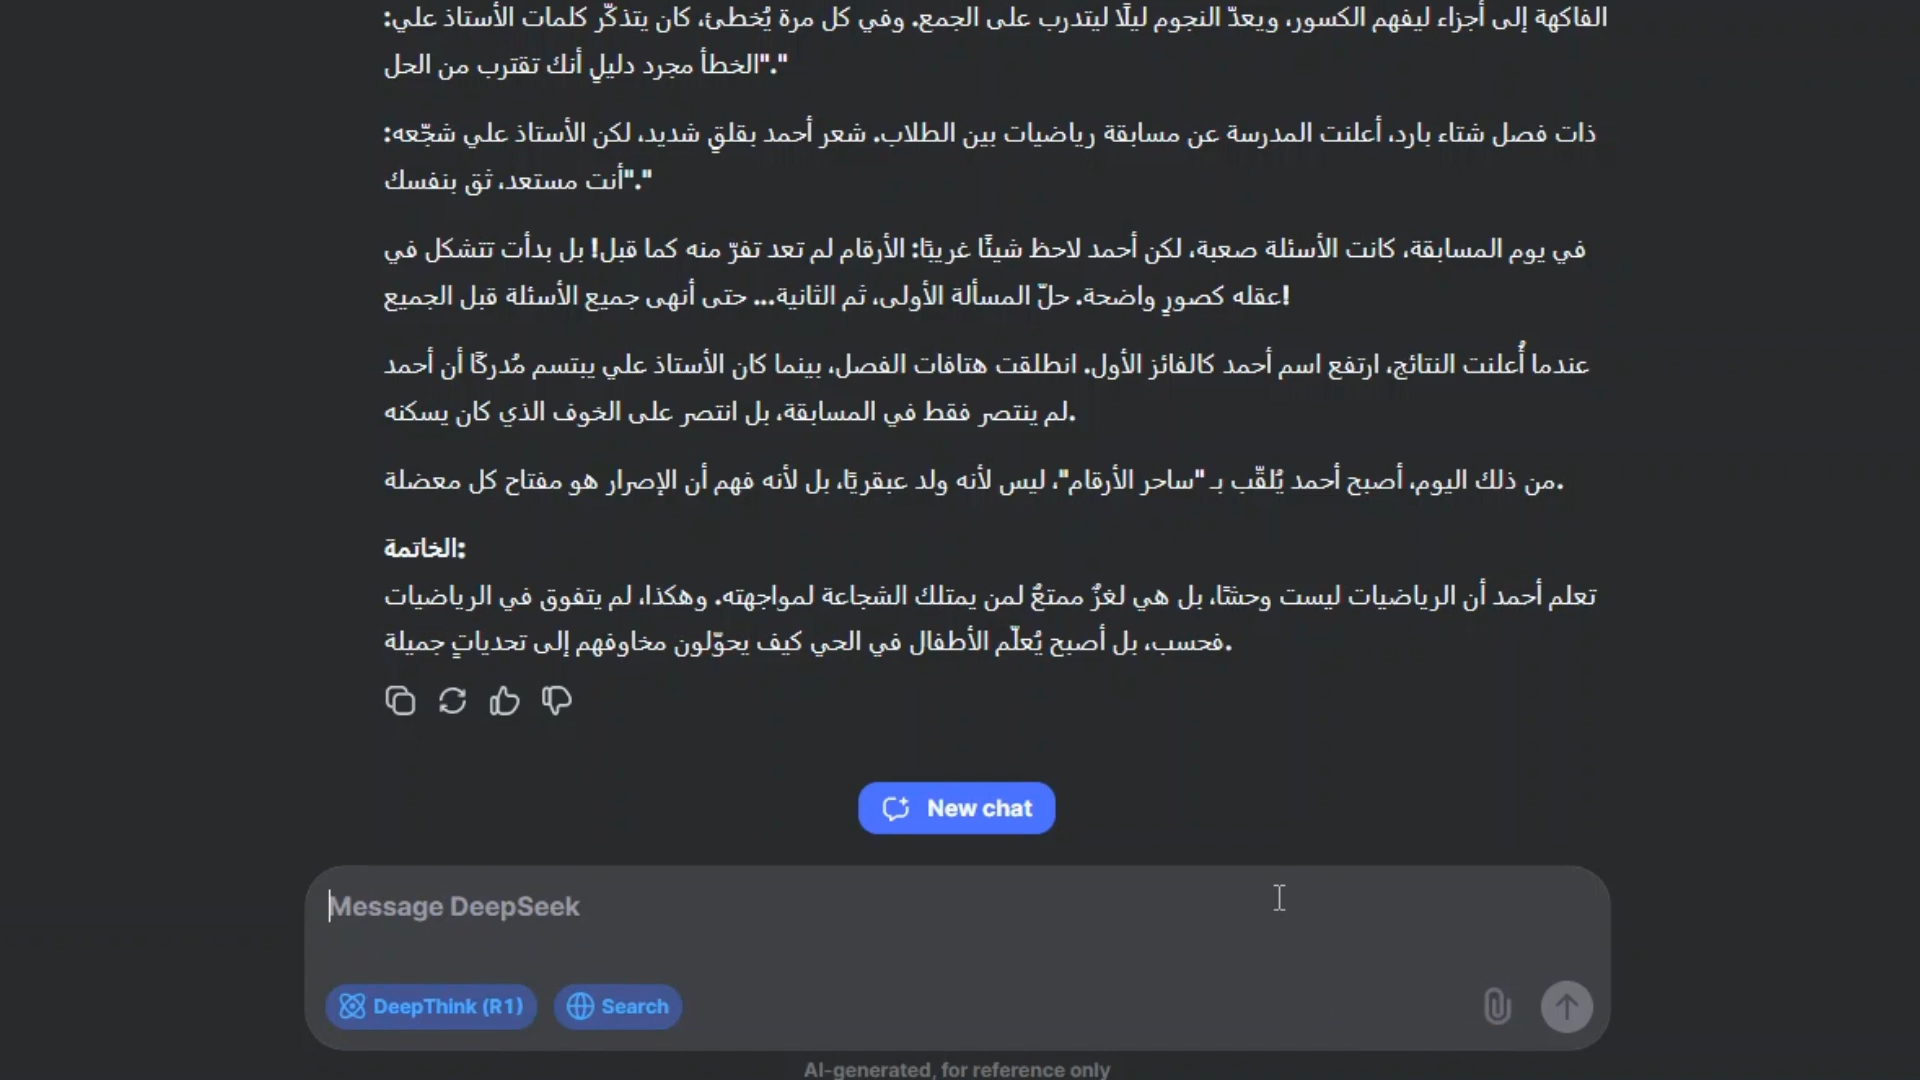 الفاكهة إلى أجزاء ليفهم الكسور، ويعدّ النجوم ليلًا ليتدرب على الجمع. وفي كل مرة يُخطئ، كان يتذكّر كلمات الأستاذ علي:
"الخطأ مجرد دليلٍ أنك تقترب من الحل."
ذات فصل شتاء بارد، أعلنت المدرسة عن مسابقة رياضيات بين الطلاب. شعر أحمد بقلقٍ شديد، لكن الأستاذ علي شجّعه:
"أنت مستعد، ثق بنفسك."
في يوم المسابقة، كانت الأسئلة صعبة، لكن أحمد لاحظ شيئًا غريبًا: الأرقام لم تعد تفرّ منه كما قبل! بل بدأت تتشكل في
عقله كصورٍ واضحة. حلّ المسألة الأولى، ثم الثانية... حتى أنهى جميع الأسئلة قبل الجميع!
عندما أُعلنت النتائج، ارتفع اسم أحمد كالفائز الأول. انطلقت هتافات الفصل، بينما كان الأستاذ علي يبتسم مُدركًا أن أحمد
لم ينتصر فقط في المسابقة، بل انتصر على الخوف الذي كان يسكنه.
من ذلك اليوم، أصبح أحمد يُلقّب بـ "ساحر الأرقام"، ليس لأنه ولد عبقريًا، بل لأنه فهم أن الإصرار هو مفتاح كل معضلة.
الخاتمة:
تعلم أحمد أن الرياضيات ليست وحشًا، بل هي لغزٌ ممتعٌ لمن يمتلك الشجاعة لمواجهته. وهكذا، لم يتفوق في الرياضيات
فحسب، بل أصبح يُعلّم الأطفال في الحي كيف يحوّلون مخاوفهم إلى تحدياتٍ جميلة.
New chat
Message DeepSeek
DeepThink (R1)
Search
AI-generated, for reference only